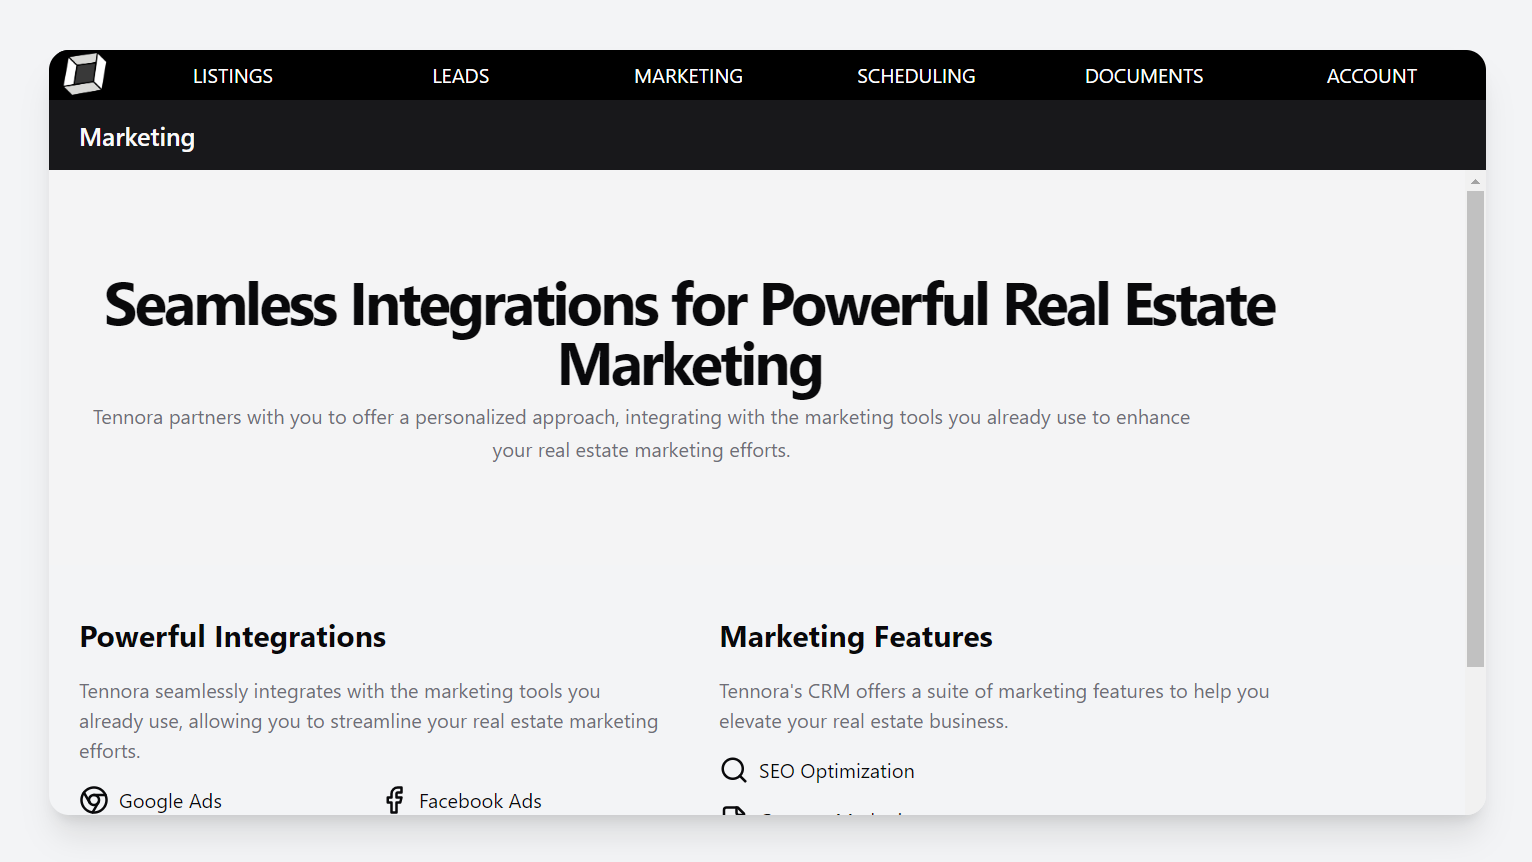 LISTINGS LEADS MARKETING SCHEDULING DOCUMENTS ACCOUNT
Marketing
Seamless Integrations for Powerful Real Estate
Marketing
Tennora partners with you to offer a personalized approach, integrating with the marketing tools you already use to enhance
your real estate marketing efforts.
Powerful Integrations
Tennora seamlessly integrates with the marketing tools you
already use, allowing you to streamline your real estate marketing
efforts.
Google Ads
Facebook Ads
Marketing Features
Tennora's CRM offers a suite of marketing features to help you
elevate your real estate business.
SEO Optimization